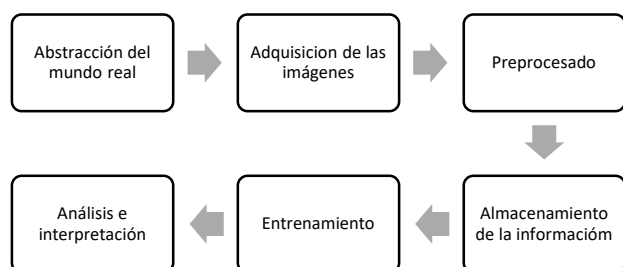 Abstracción del
mundo real
Adquisicion de las
imágenes
Preprocesado
Almacenamiento
de la informacióm
Entrenamiento
Análisis e
interpretación